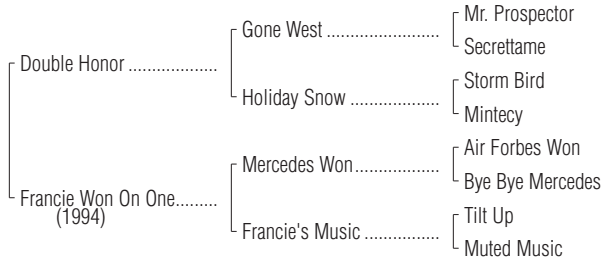 Mr. Prospector
Gone West ........................
Secrettame
Double Honor ...................
Storm Bird
Holiday Snow ...................
Mintecy
Air Forbes Won
Mercedes Won ..................
Bye Bye Mercedes
Francie Won On One.........
(1994)
Tilt Up
Francie's Music ................
Muted Music